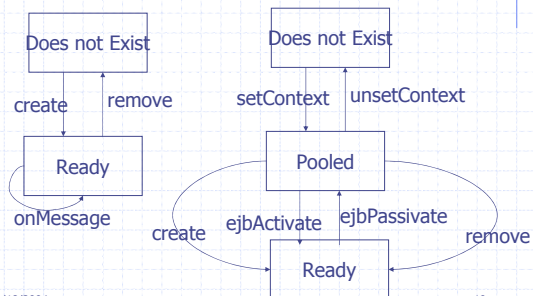 Does not Exist
create
remove
Ready
onMessage
Does not Exist
setContext
unsetContext
Pooled
ejbActivate
ejbPassivate
create
remove
Ready